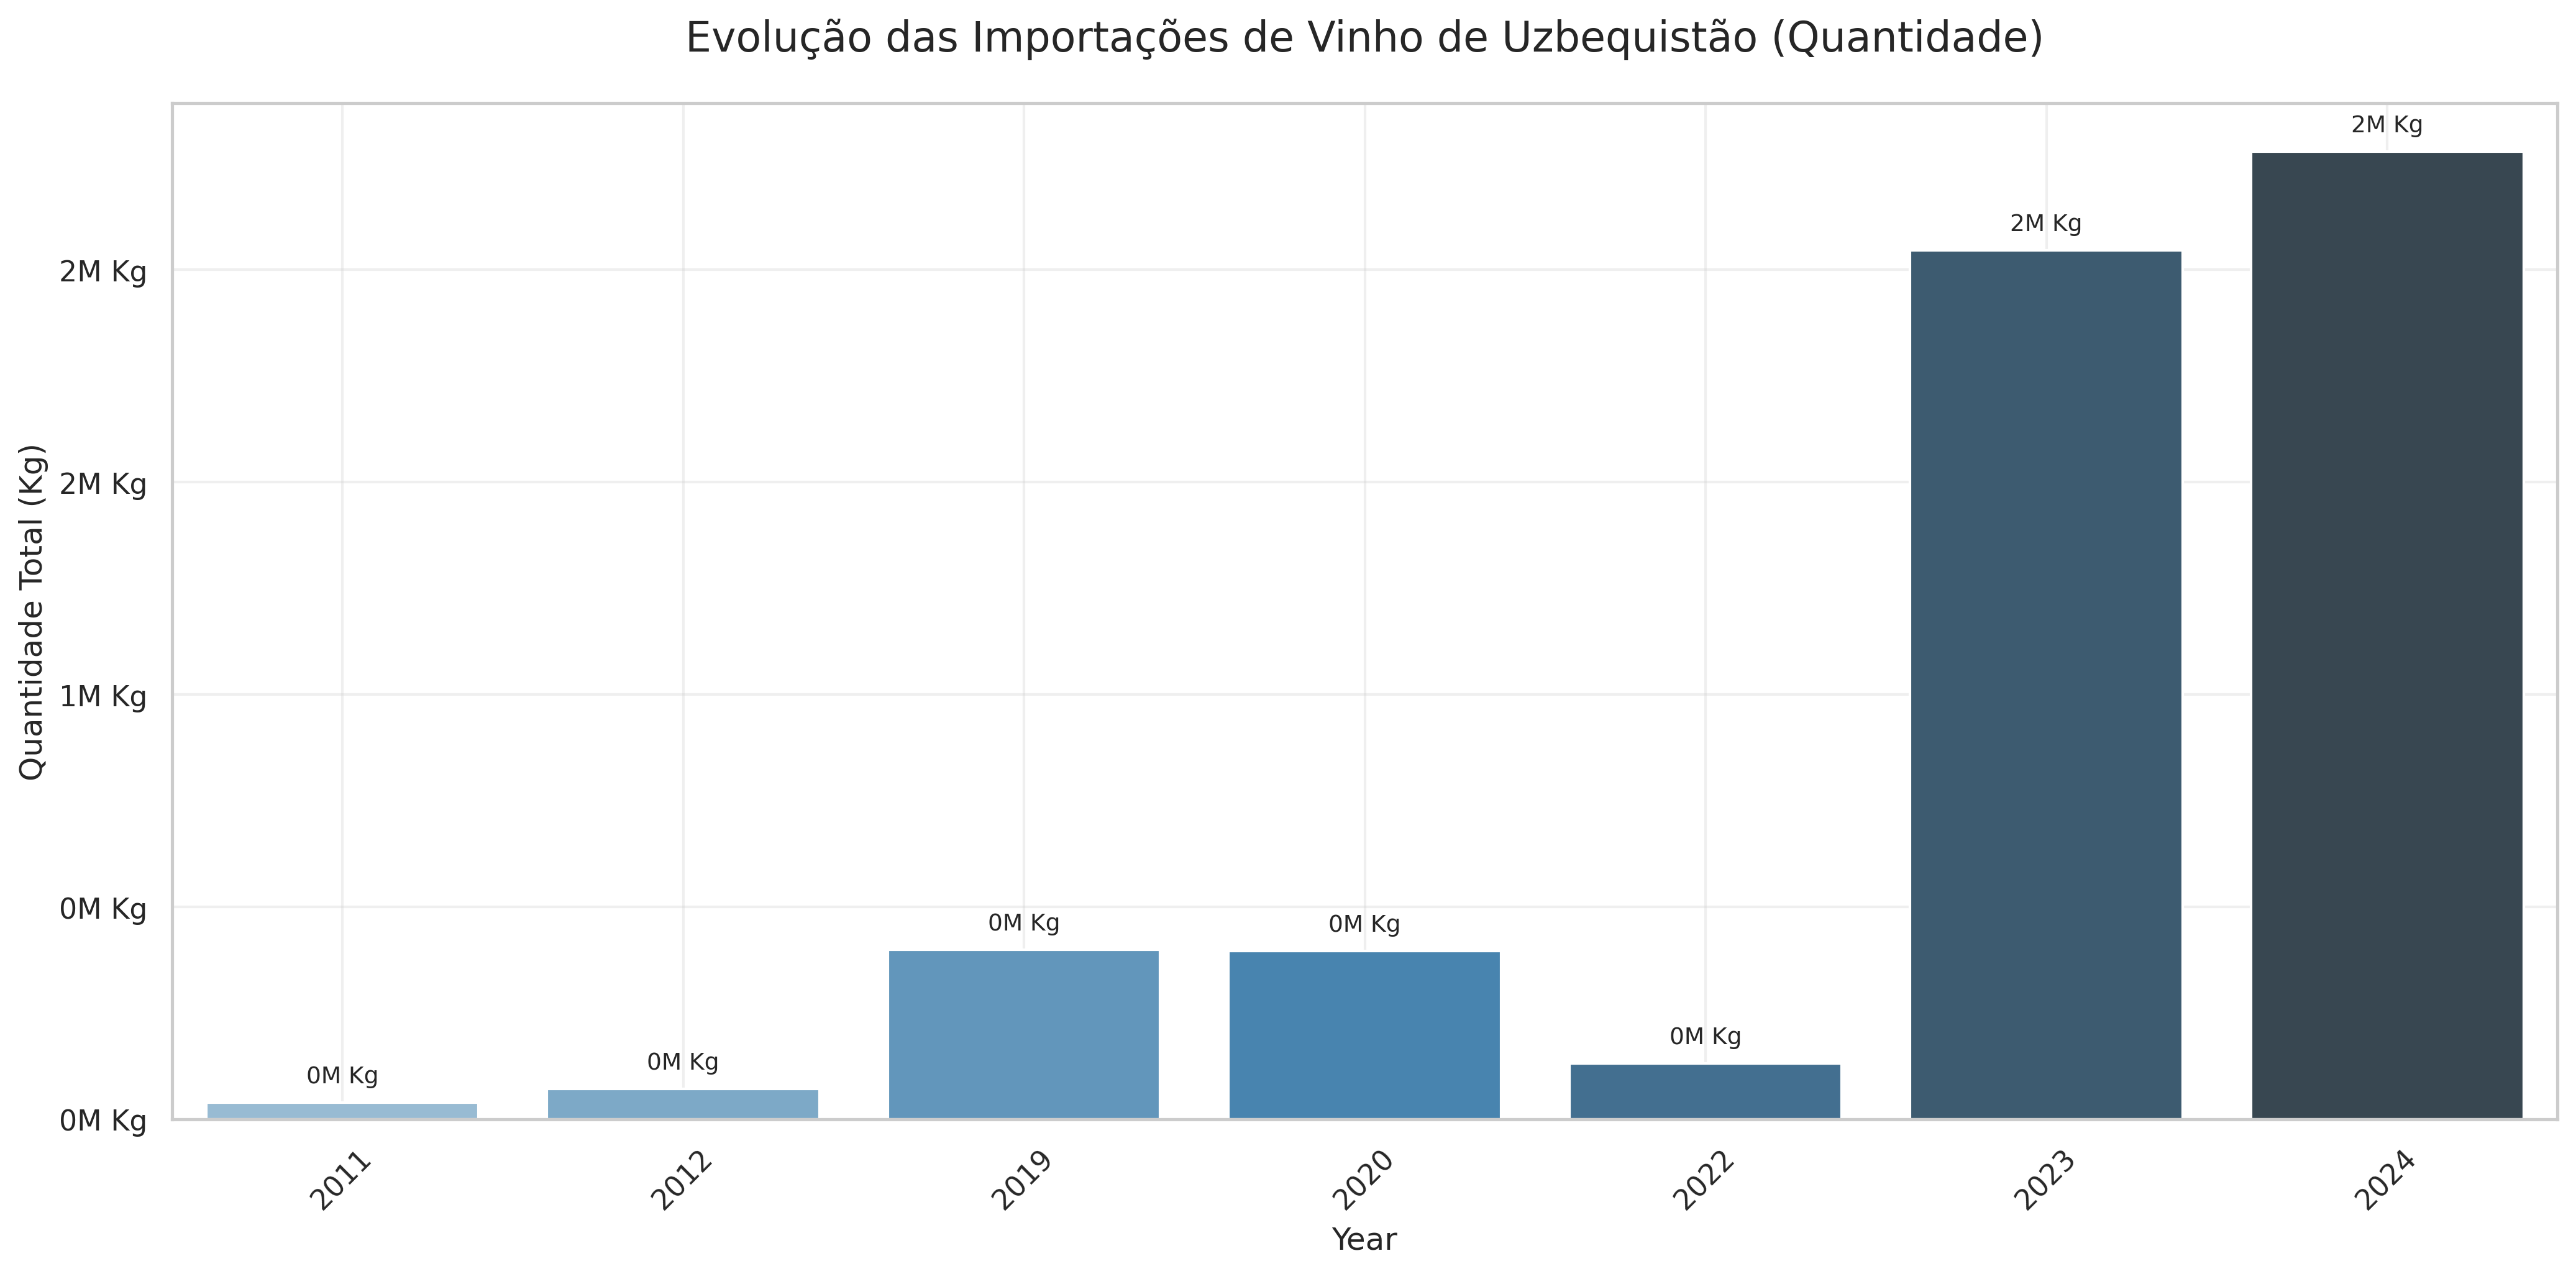 Evolução das Importações de Vinho de Uzbequistão (Quantidade)
Quantidade Total (Kg)
2M Kg
2M Kg
1M Kg
0M Kg
0M Kg
0M Kg
0M Kg
0M Kg
0M Kg
0M Kg
2M Kg
2M Kg
2011
2012
2019
2020
2022
2023
2024
Year